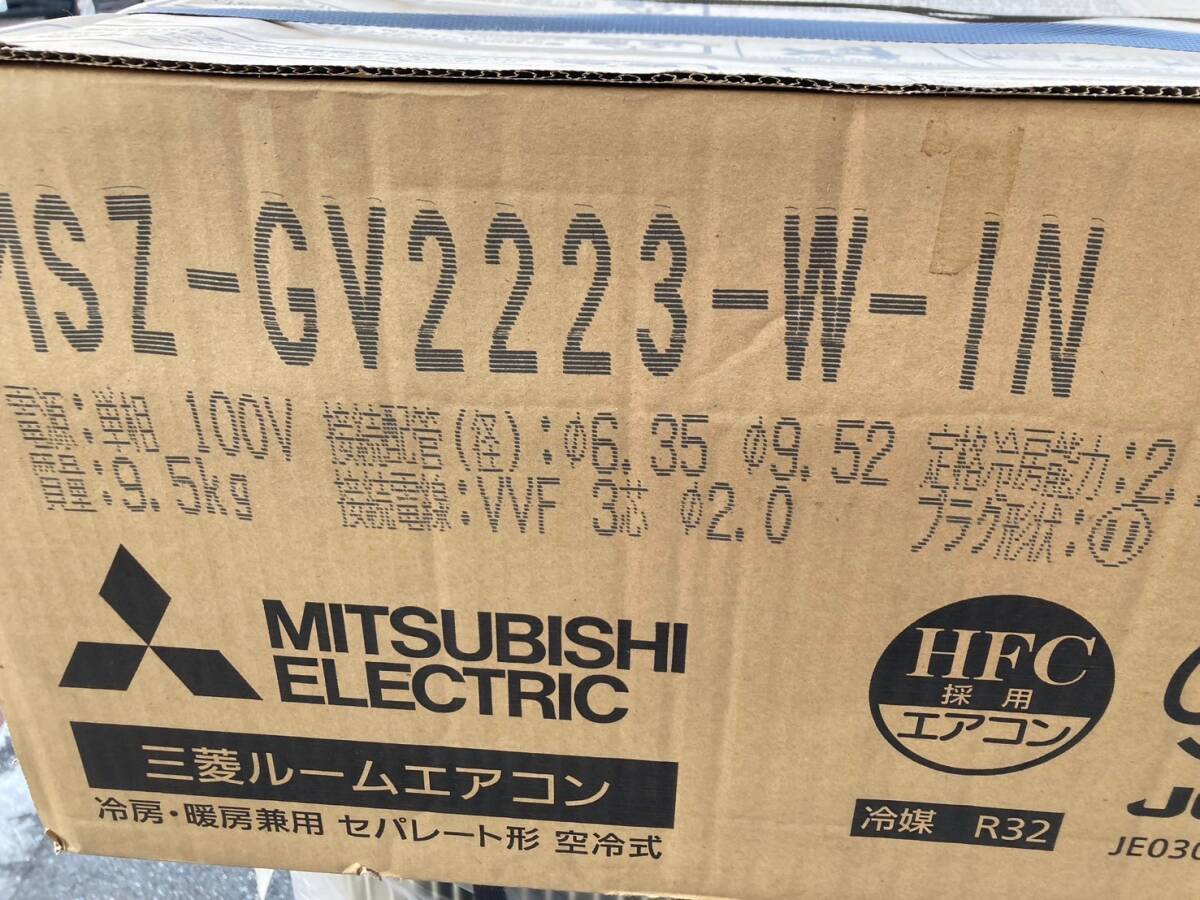 MSZ-GV2223-W-IN
電源:単相 100V 接続配管(径):φ6.35 φ9.52 定格冷房能力:2.
質量:9.5kg 接続電線:VVF 3芯 φ2.0 プラグ形状:
MITSUBISHI
ELECTRIC
三菱ルームエアコン
冷房・暖房兼用 セパレート形 空冷式
HFC
採用
エアコン
冷媒 R32
JE030